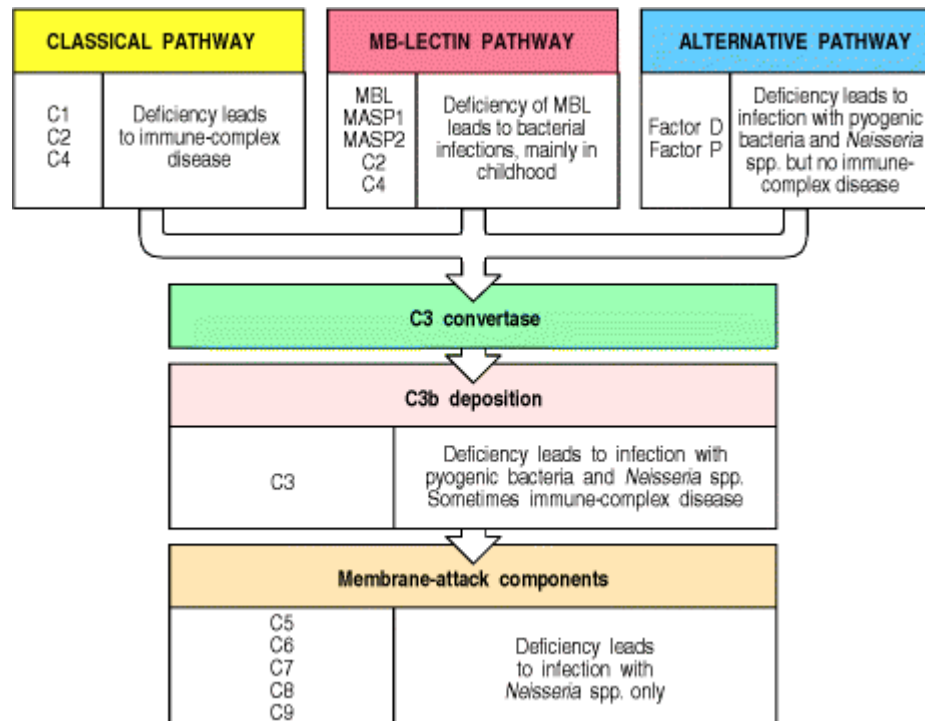 CLASSICAL PATHWAY
C1
C2
C4
Deficiency leads
to immune-complex
disease
MB-LECTIN PATHWAY
MBL
MASP1
MASP2
C2
C4
Deficiency of MBL
leads to bacterial
infections, mainly in
childhood
ALTERNATIVE PATHWAY
Factor D
Factor P
Deficiency leads to
infection with pyogenic
bacteria and Neisseria
spp. but no immune-
complex disease
C3 convertase
C3b deposition
C3
Deficiency leads to infection with
pyogenic bacteria and Neisseria spp.
Sometimes immune-complex disease
Membrane-attack components
C5
C6
C7
C8
C9
Deficiency leads
to infection with
Neisseria spp. only